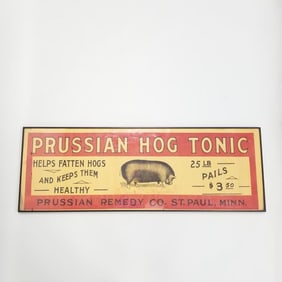 PRUSSIAN HOG TONIC
HELPS FATTEN HOGS
AND KEEPS THEM
HEALTHY
25 LB
PAILS
$3.50
PRUSSIAN REMEDY CO. ST. PAUL, MINN.